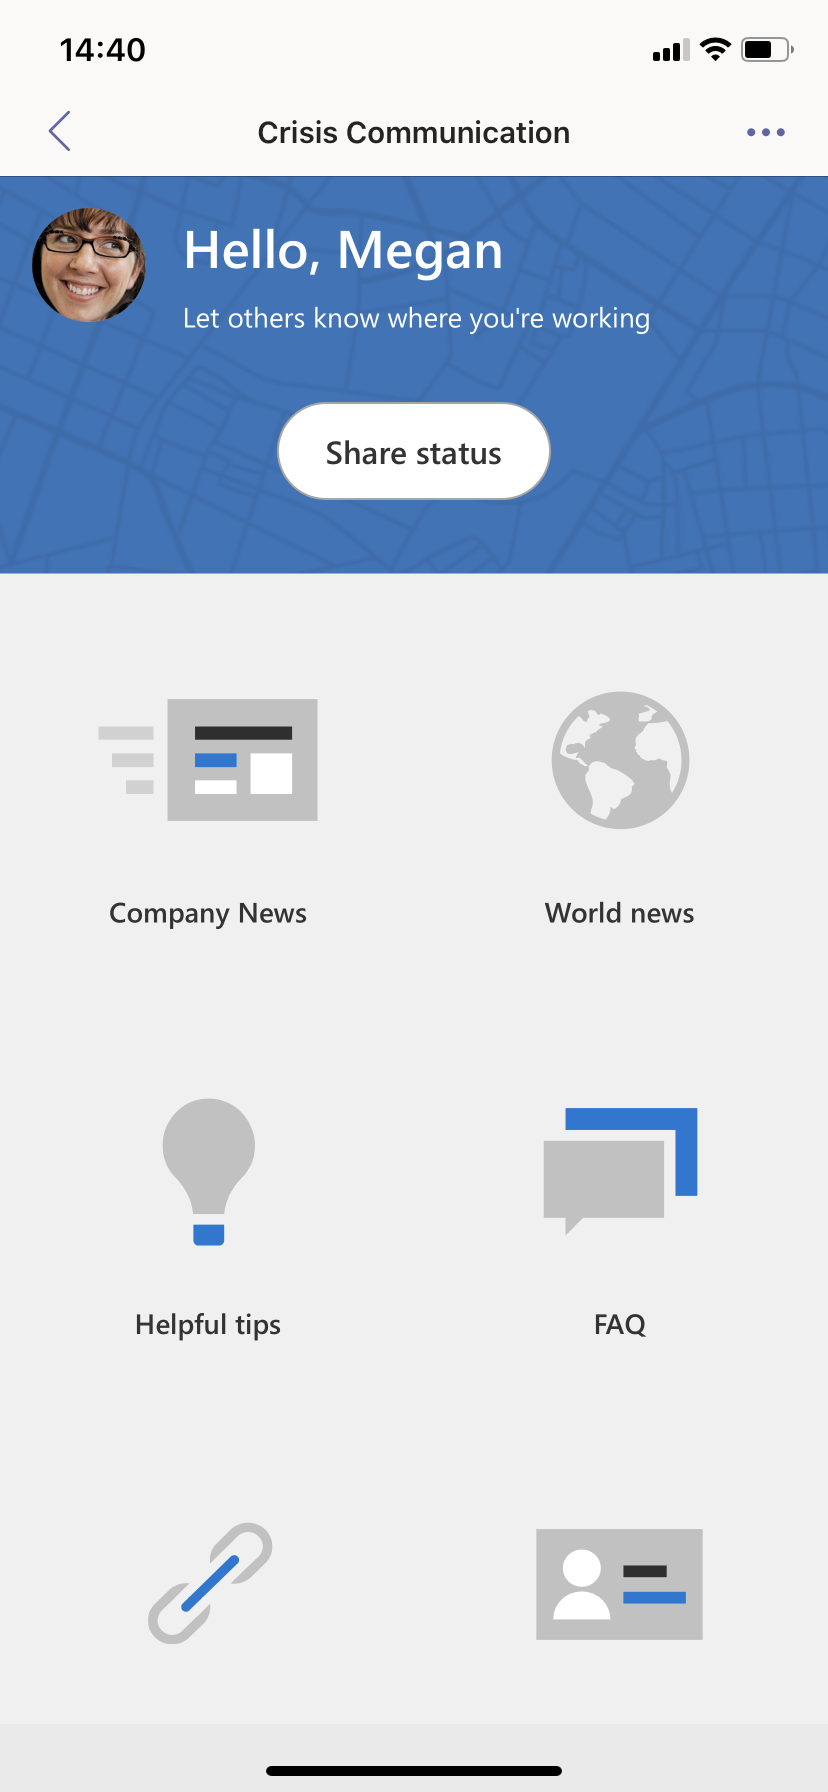 14:40
Crisis Communication
Hello, Megan
Let others know where you're working
Share status
Company News
World news
Helpful tips
FAQ